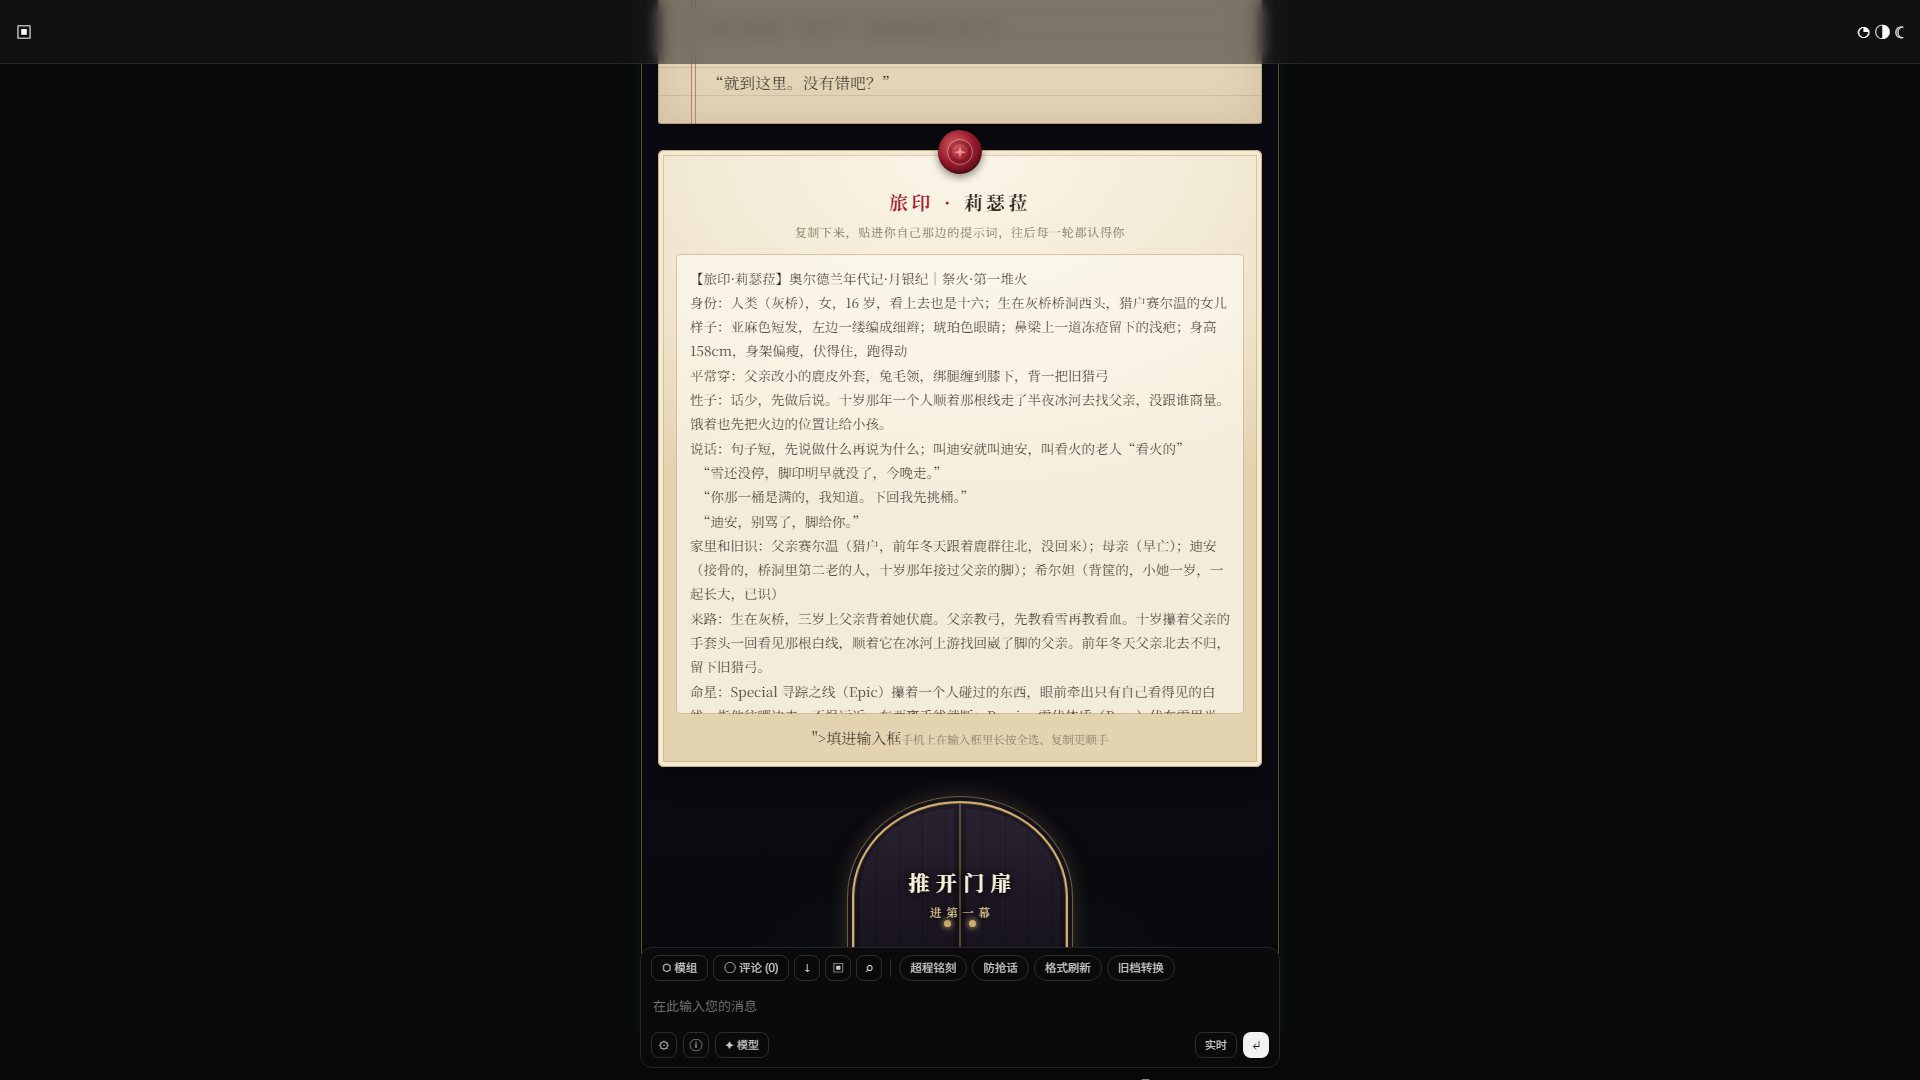 “就到这里。没有错吧？”
旅印 · 莉瑟菈
复制下来，贴进你自己那边的提示词，往后每一轮都认得你
【旅印·莉瑟菈】奥尔德兰年代记·月银纪｜祭火·第一堆火
身份：人类（灰桥），女，16 岁，看上去也是十六；生在灰桥桥洞西头，猎户赛尔温的女儿
样子：亚麻色短发，左边一缕编成细辫；琥珀色眼睛；鼻梁上一道冻疮留下的浅疤；身高
158cm，身架偏瘦，伏得住，跑得动
平常穿：父亲改小的鹿皮外套，兔毛领，绑腿缠到膝下，背一把旧猎弓
性子：话少，先做后说。十岁那年一个人顺着那根线走了半夜冰河去找父亲，没跟谁商量。
饿着也先把火边的位置让给小孩。
说话：句子短，先说做什么再说为什么；叫迪安就叫迪安，叫看火的老人“看火的”
“雪还没停，脚印明早就没了，今晚走。”
“你那一桶是满的，我知道。下回我先挑桶。”
“迪安，别骂了，脚给你。”
家里和旧识：父亲赛尔温（猎户，前年冬天跟着鹿群往北，没回来）；母亲（早亡）；迪安
（接骨的，桥洞里第二老的人，十岁那年接过父亲的脚）；希尔妲（背筐的，小她一岁，一
起长大，已识）
来路：生在灰桥，三岁上父亲背着她伏鹿。父亲教弓，先教看雪再教看血。十岁攥着父亲的
手套头一回看见那根白线，顺着它在冰河上游找回崴了脚的父亲。前年冬天父亲北去不归，
留下旧猎弓。
命星：Special 寻踪之线（Epic）攥着一个人碰过的东西，眼前牵出只有自己看得见的白
">填进输入框手机上在输入框里长按全选、复制更顺手
推开门扉
进第一幕
模组 评论 (0) 超程铭刻 防抢话 格式刷新 旧档转换
在此输入您的消息
模型 实时